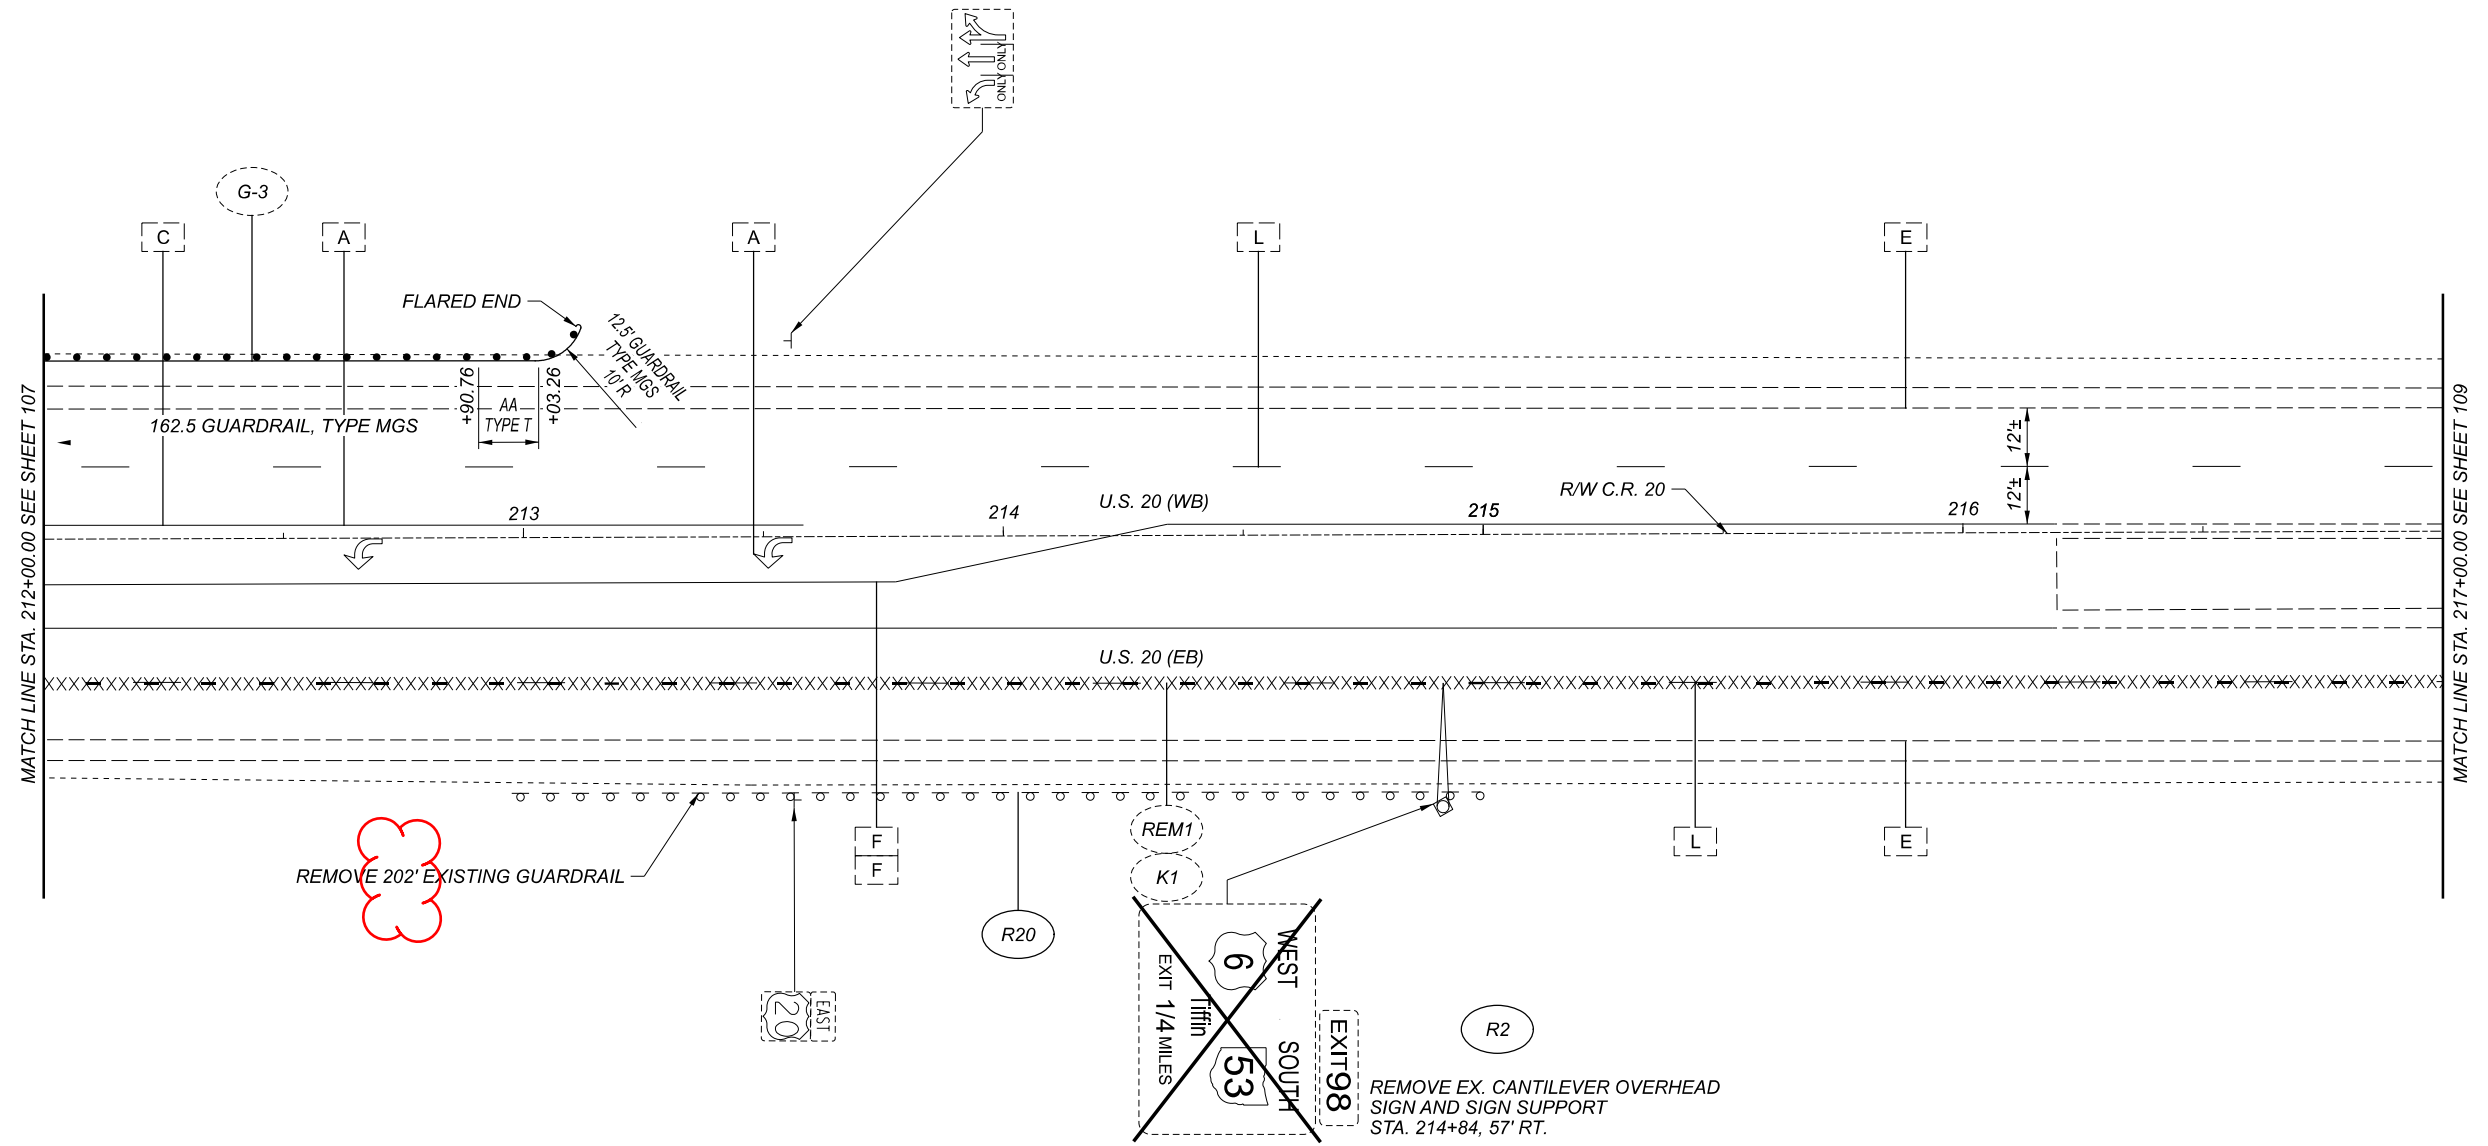 ONLY ONLY
G-3
C
A
A
L
E
FLARED END
12.5' GUARDRAIL
TYPE MGS
10' R
+90.76
AA
TYPE T
+03.26
162.5 GUARDRAIL, TYPE MGS
MATCH LINE STA. 212+00.00 SEE SHEET 107
MATCH LINE STA. 217+00.00 SEE SHEET 109
12'±
12'±
U.S. 20 (WB)
R/W C.R. 20
213
214
215
216
U.S. 20 (EB)
REMOVE 202' EXISTING GUARDRAIL
F
F
REM1
K1
L
E
R20
EAST
20
WEST SOUTH
6 53
Tiffin
EXIT 1/4 MILES
EXIT 98
R2
REMOVE EX. CANTILEVER OVERHEAD
SIGN AND SIGN SUPPORT
STA. 214+84, 57' RT.